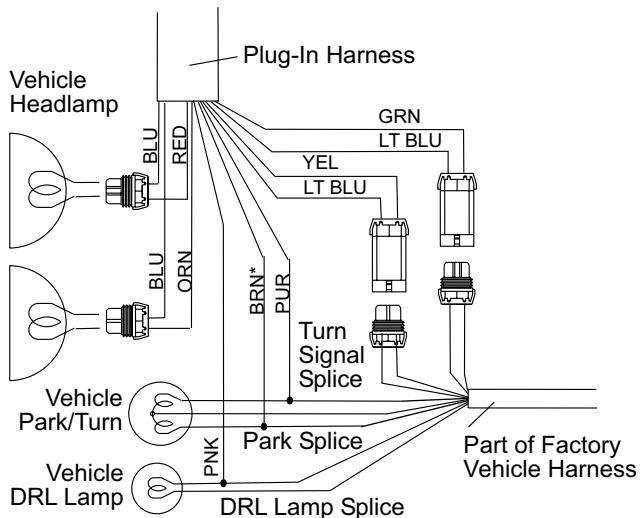 Plug-In Harness
Vehicle
Headlamp
GRN
LT BLU
YEL
LT BLU
BLU
RED
BLU
ORN
BRN*
PUR
Turn
Signal
Splice
Vehicle
Park/Turn
Park Splice
Part of Factory
Vehicle Harness
PNK
Vehicle
DRL Lamp
DRL Lamp Splice